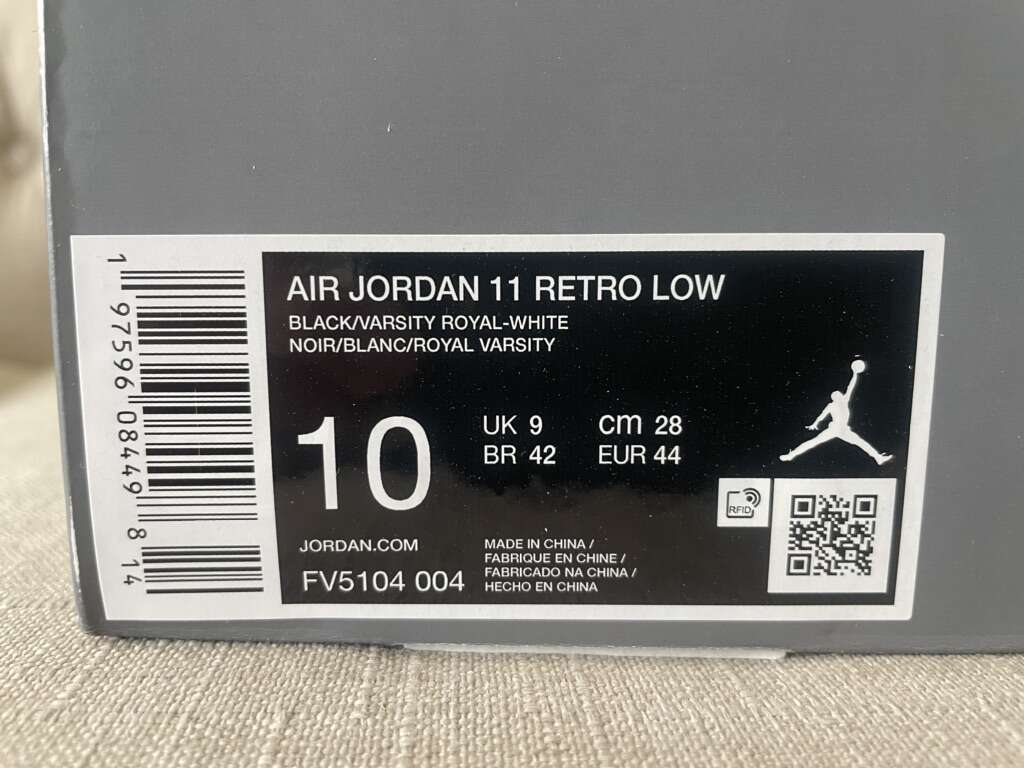 1 97596 08449 8 14
AIR JORDAN 11 RETRO LOW
BLACK/VARSITY ROYAL-WHITE
NOIR/BLANC/ROYAL VARSITY
10
UK 9 cm 28
BR 42 EUR 44
RFID
JORDAN.COM
FV5104 004
MADE IN CHINA /
FABRIQUE EN CHINE /
FABRICADO NA CHINA /
HECHO EN CHINA